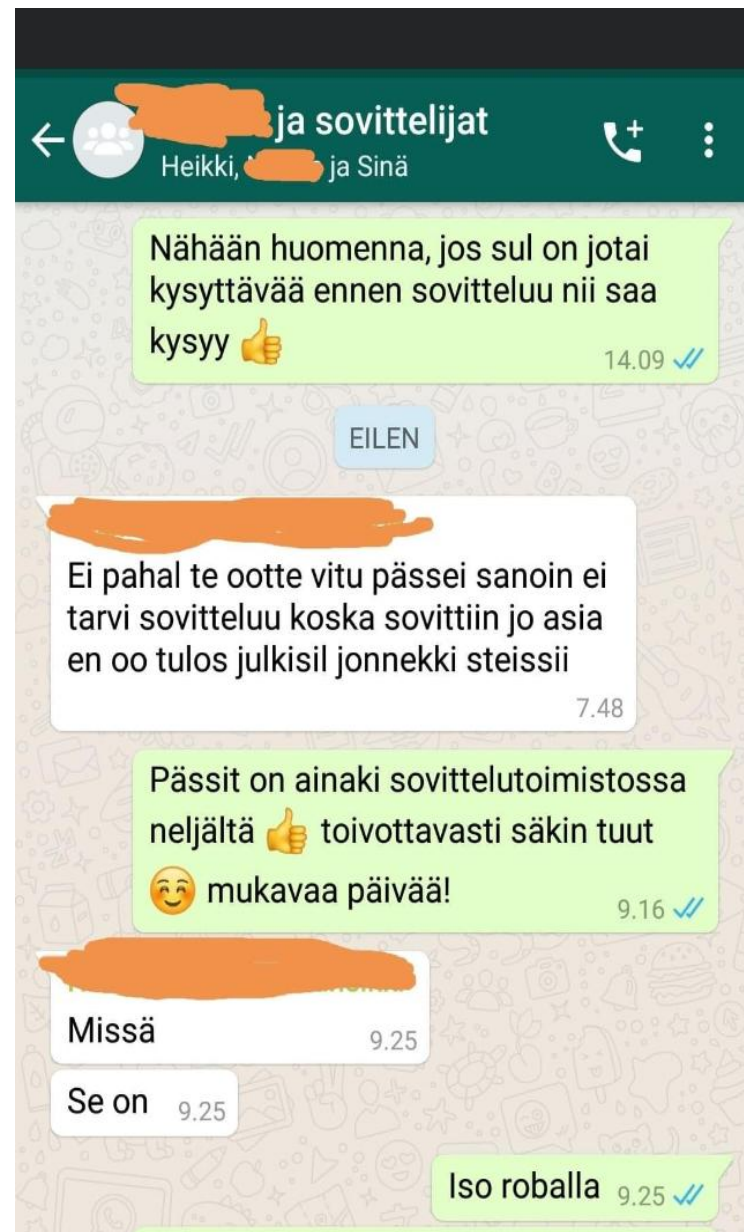 ja sovittelijat
Heikki, ja Sinä
Nähään huomenna, jos sul on jotai
kysyttävää ennen sovitteluu nii saa
kysyy 👍
14.09
EILEN
Ei pahal te ootte vitu pässei sanoin ei
tarvi sovitteluu koska sovittiin jo asia
en oo tulos julkisil jonnekki steissii
7.48
Pässit on ainaki sovittelutoimistossa
neljältä 👍 toivottavasti säkin tuut
☺️ mukavaa päivää!
9.16
Missä
9.25
Se on 9.25
Iso roballa 9.25